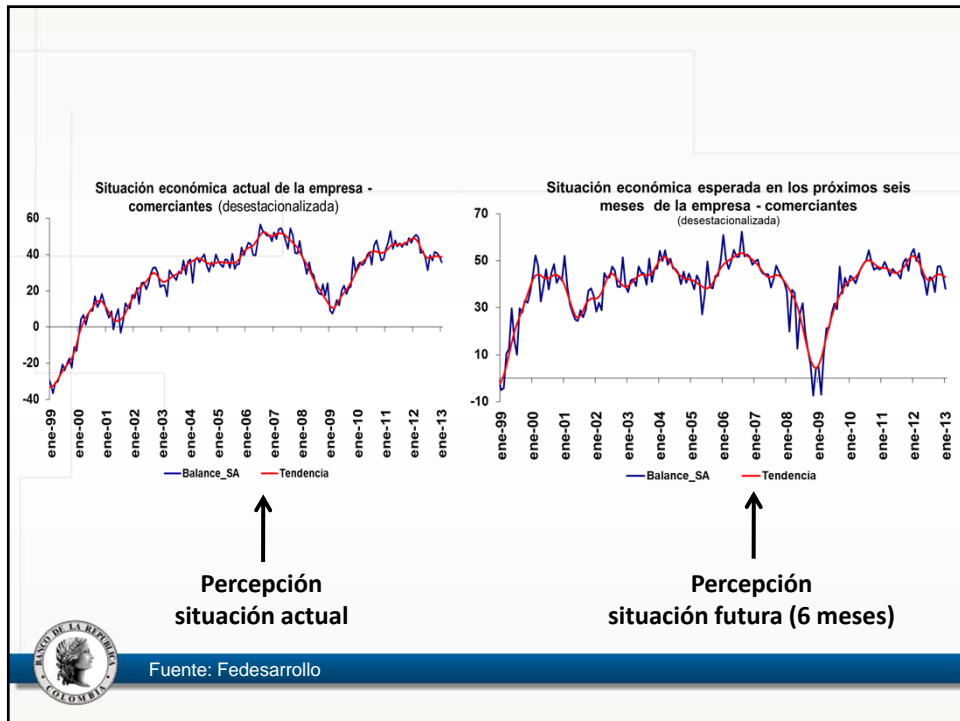 Situación económica actual de la empresa -
comerciantes (desestacionalizada)
60
40
20
0
-20
-40
ene-99
ene-00
ene-01
ene-02
ene-03
ene-04
ene-05
ene-06
ene-07
ene-08
ene-09
ene-10
ene-11
ene-12
ene-13
Balance_SA
Tendencia
Situación económica esperada en los próximos seis
meses de la empresa - comerciantes
(desestacionalizada)
70
50
30
10
-10
ene-99
ene-00
ene-01
ene-02
ene-03
ene-04
ene-05
ene-06
ene-07
ene-08
ene-09
ene-10
ene-11
ene-12
ene-13
Balance_SA
Tendencia
Percepción
situación actual
Percepción
situación futura (6 meses)
BANCO DE LA REPUBLICA
COLOMBIA
Fuente: Fedesarrollo